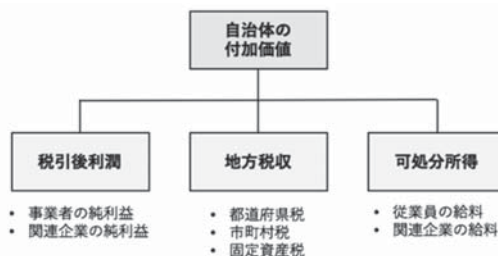 自治体の
付加価値
税引後利潤
地方税収
可処分所得
• 事業者の純利益
• 関連企業の純利益
• 都道府県税
• 市町村税
• 固定資産税
• 従業員の給料
• 関連企業の給料